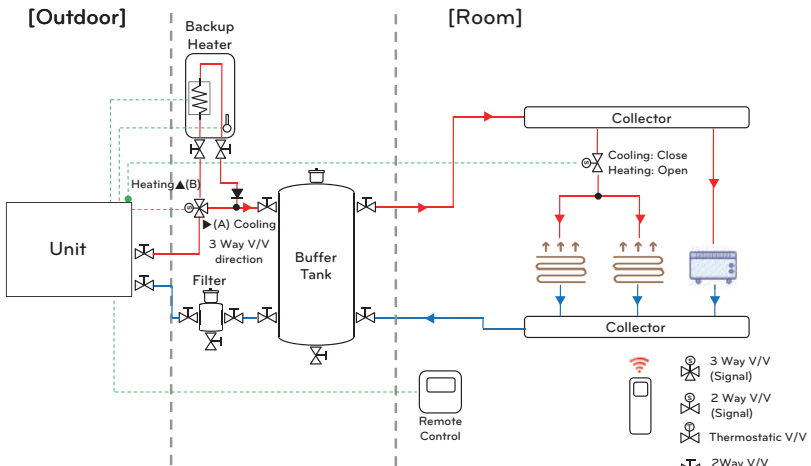 [Outdoor]
[Room]
Backup
Heater
Collector
S
Cooling: Close
Heating: Open
Heating▲(B)
S
▶(A) Cooling
3 Way V/V
direction
Unit
Filter
Buffer
Tank
Collector
Remote
Control
S
3 Way V/V
(Signal)
S
2 Way V/V
(Signal)
T
Thermostatic V/V
2Way V/V